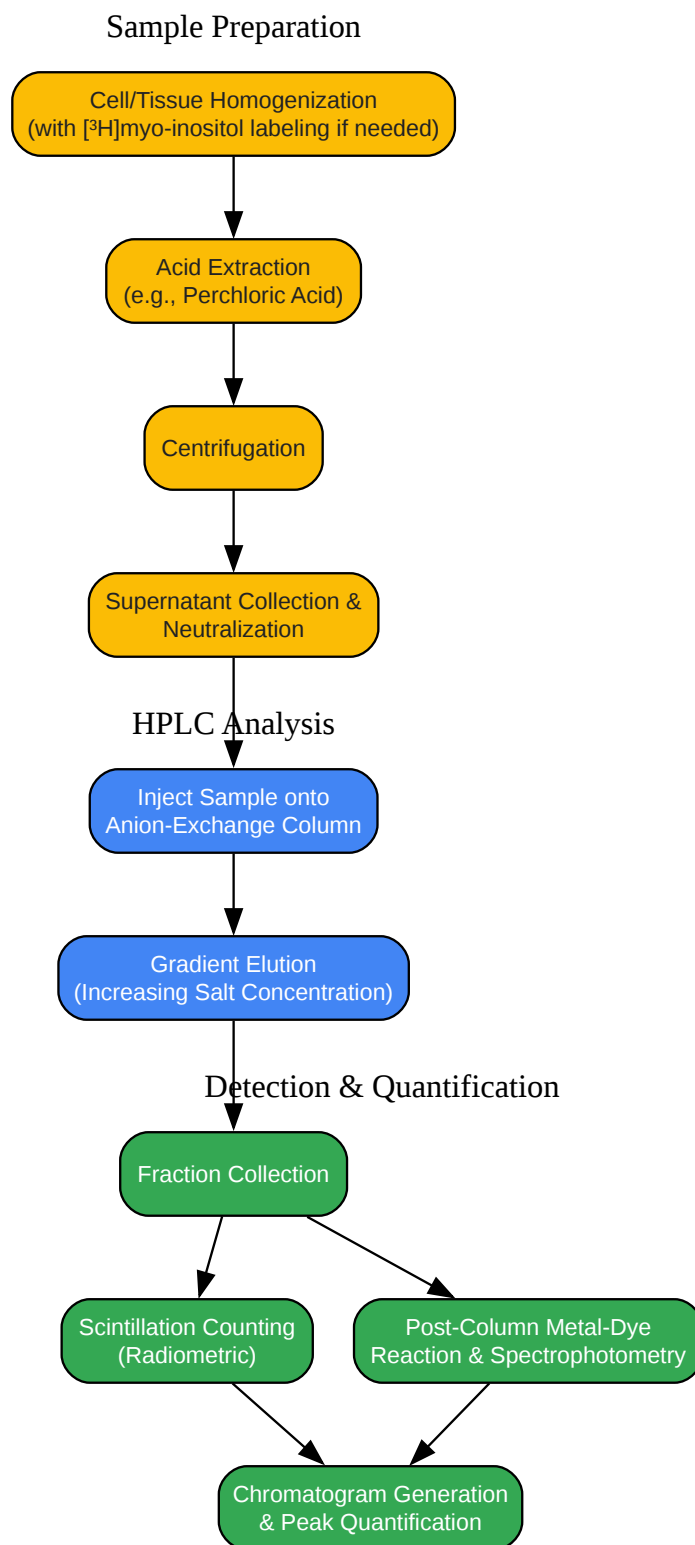 Sample Preparation
Cell/Tissue Homogenization
(with [³H]myo-inositol labeling if needed)
Acid Extraction
(e.g., Perchloric Acid)
Centrifugation
Supernatant Collection &
Neutralization
HPLC Analysis
Inject Sample onto
Anion-Exchange Column
Gradient Elution
(Increasing Salt Concentration)
Detection & Quantification
Fraction Collection
Scintillation Counting
(Radiometric)
Post-Column Metal-Dye
Reaction & Spectrophotometry
Chromatogram Generation
& Peak Quantification